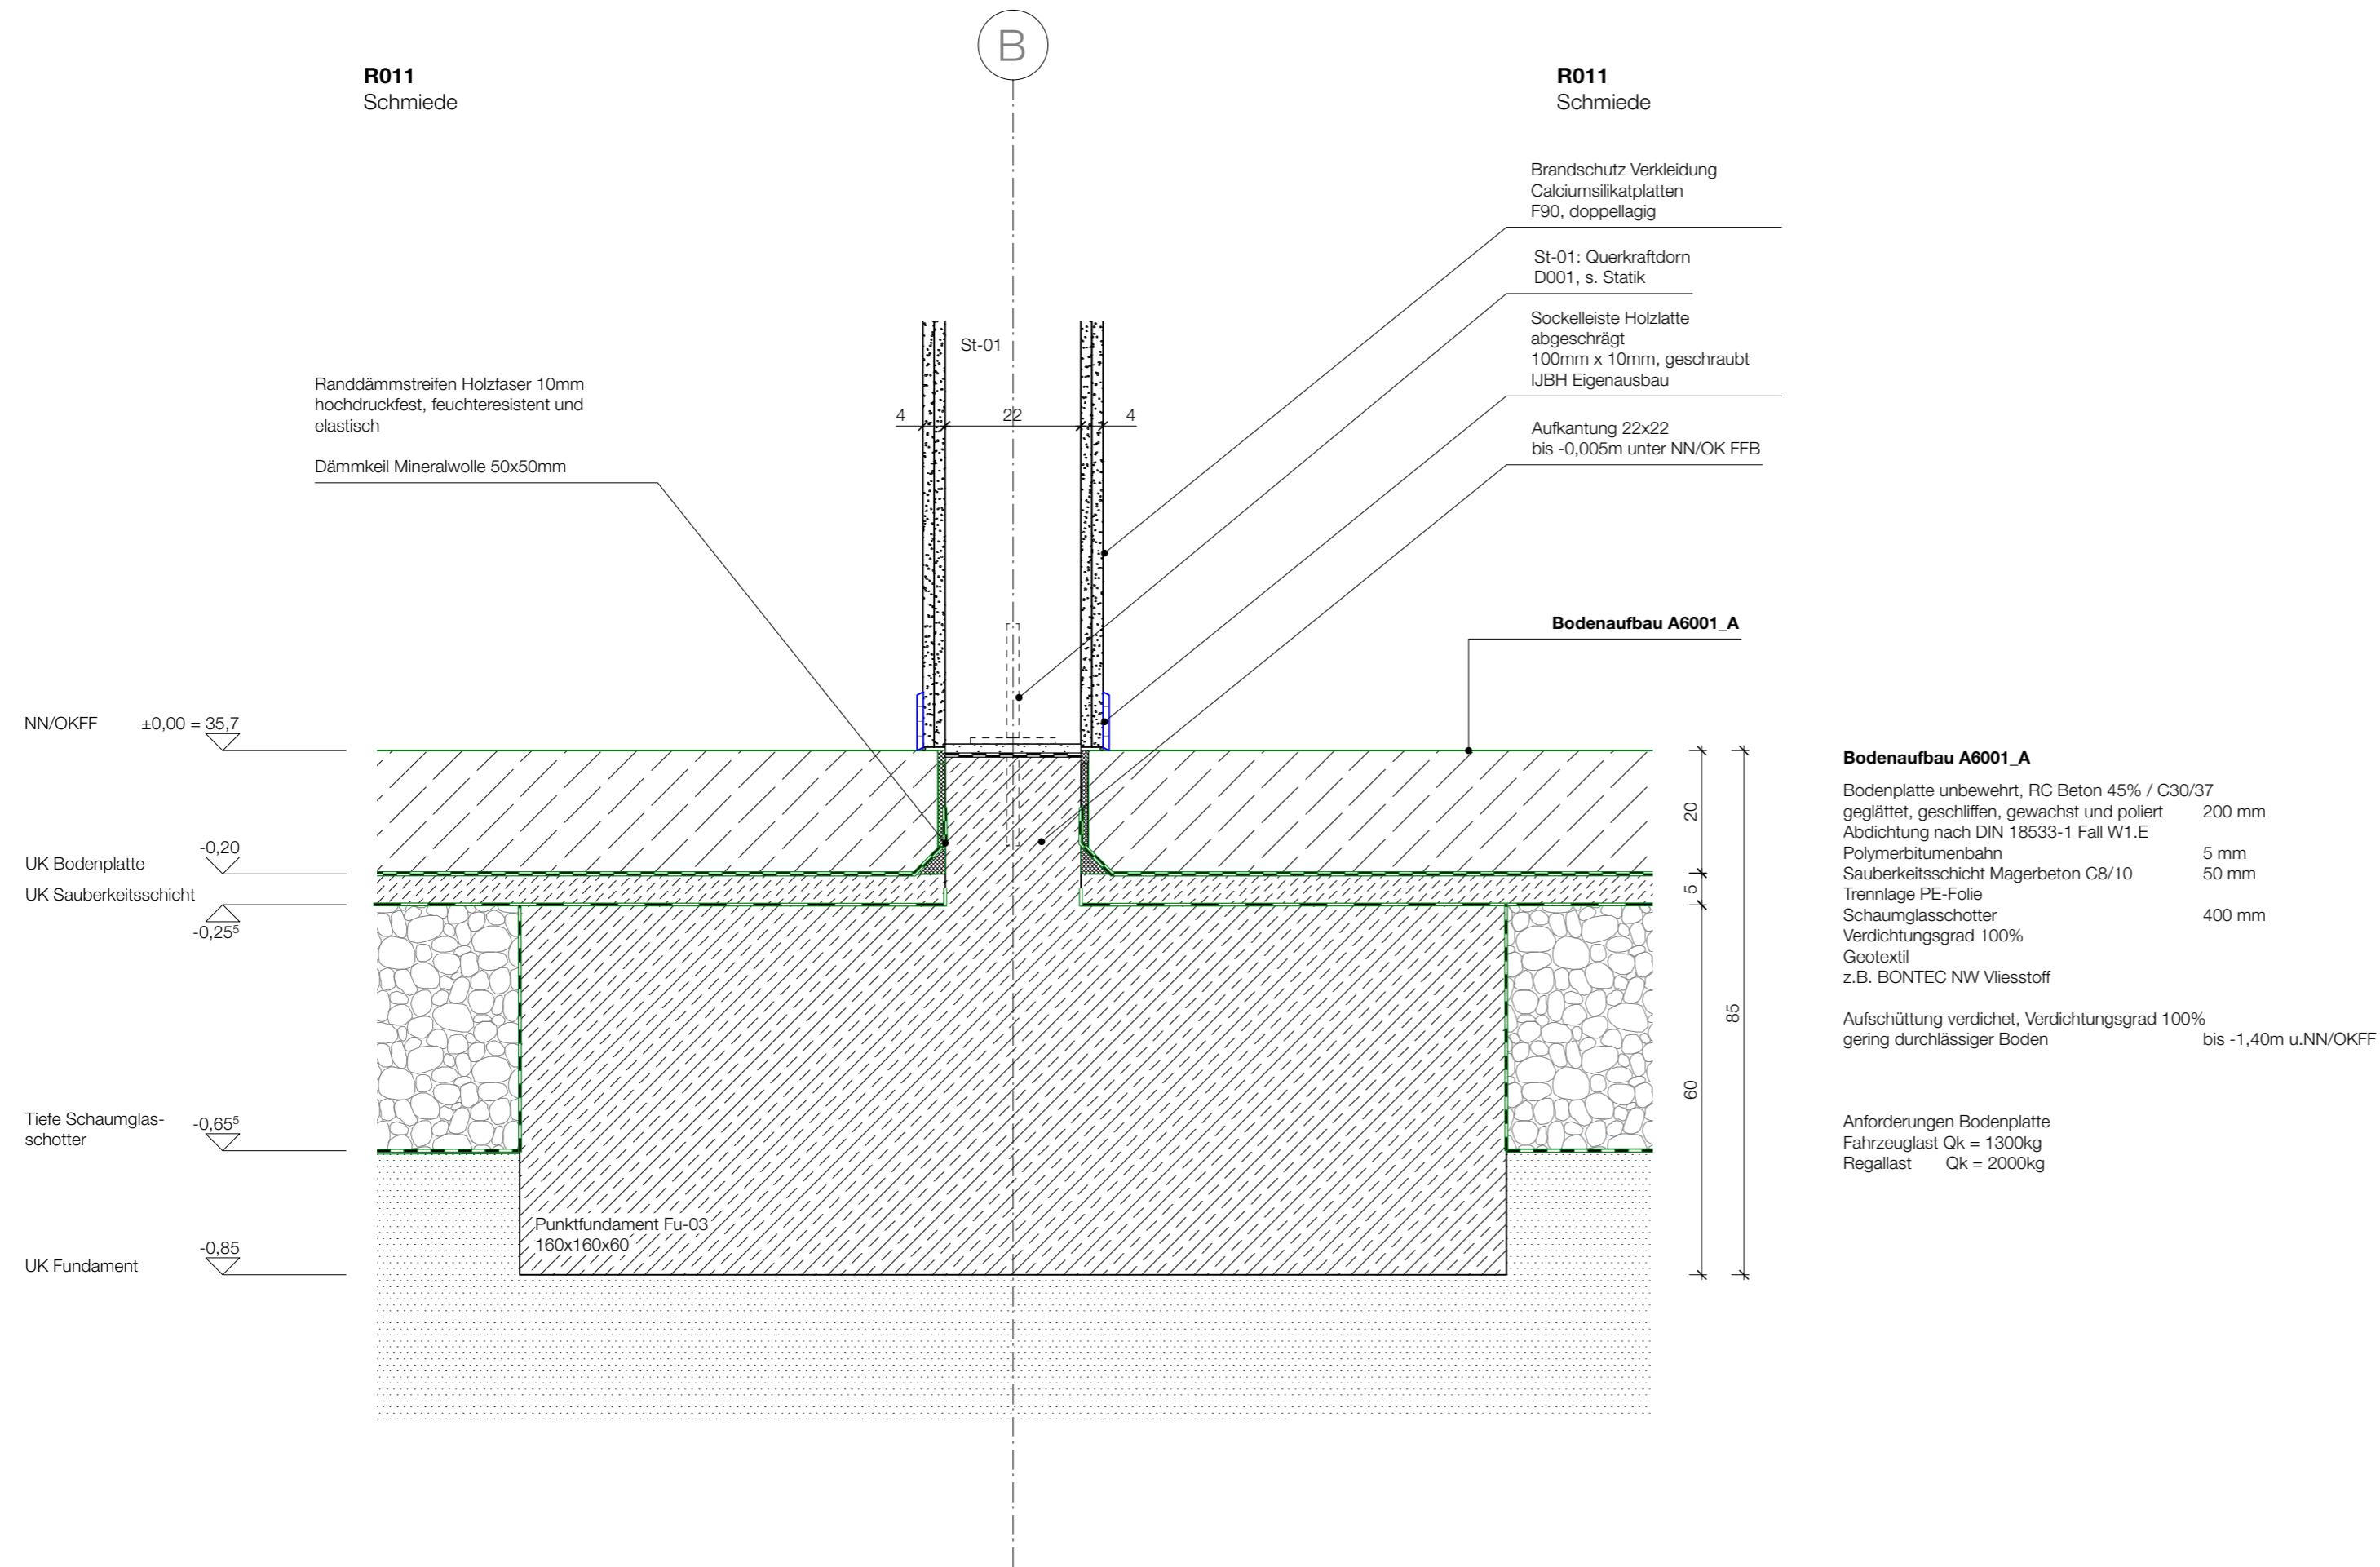 B
R011
Schmiede
R011
Schmiede
Brandschutz Verkleidung
Calciumsilikatplatten
F90, doppellagig
St-01: Querkraftdorn
D001, s. Statik
Sockelleiste Holzlatte
abgeschrägt
100mm x 10mm, geschraubt
IJBH Eigenausbau
Aufkantung 22x22
bis -0,005m unter NN/OK FFB
St-01
4
22
4
Randdämmstreifen Holzfaser 10mm
hochdruckfest, feuchteresistent und
elastisch
Dämmkeil Mineralwolle 50x50mm
Bodenaufbau A6001_A
NN/OKFF ±0,00 = 35,7
UK Bodenplatte -0,20
UK Sauberkeitsschicht
-0,25⁵
Tiefe Schaumglas-
schotter -0,65⁵
UK Fundament -0,85
Punktfundament Fu-03
160x160x60
20
5
60
85
Bodenaufbau A6001_A
Bodenplatte unbewehrt, RC Beton 45% / C30/37
geglättet, geschliffen, gewachst und poliert 200 mm
Abdichtung nach DIN 18533-1 Fall W1.E
Polymerbitumenbahn 5 mm
Sauberkeitsschicht Magerbeton C8/10 50 mm
Trennlage PE-Folie
Schaumglasschotter 400 mm
Verdichtungsgrad 100%
Geotextil
z.B. BONTEC NW Vliesstoff
Aufschüttung verdichet, Verdichtungsgrad 100%
gering durchlässiger Boden bis -1,40m u.NN/OKFF
Anforderungen Bodenplatte
Fahrzeuglast Qk = 1300kg
Regallast Qk = 2000kg